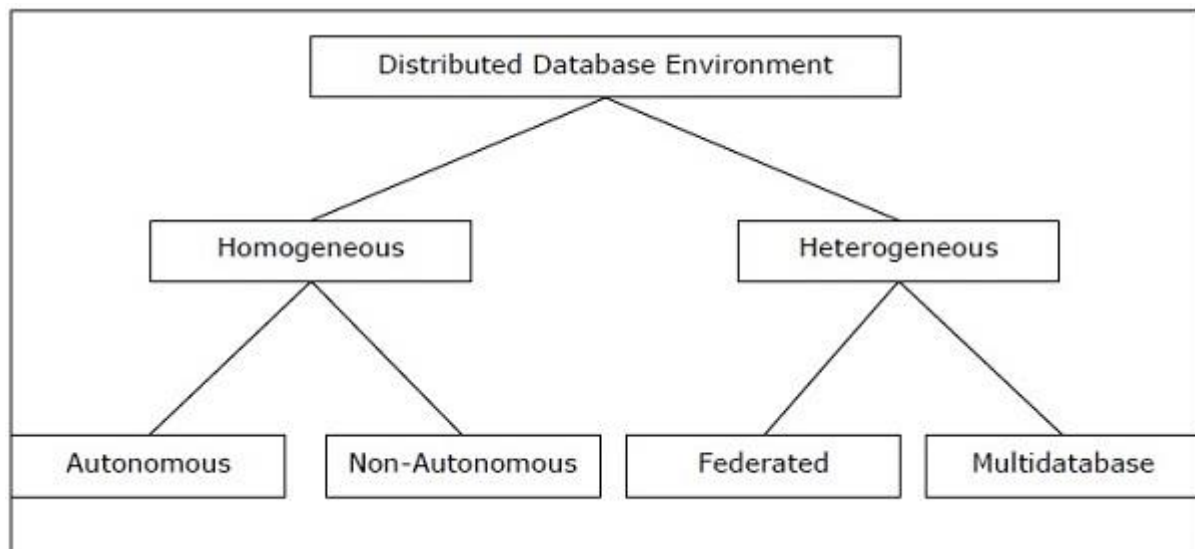 Distributed Database Environment
Homogeneous
Heterogeneous
Autonomous
Non-Autonomous
Federated
Multidatabase